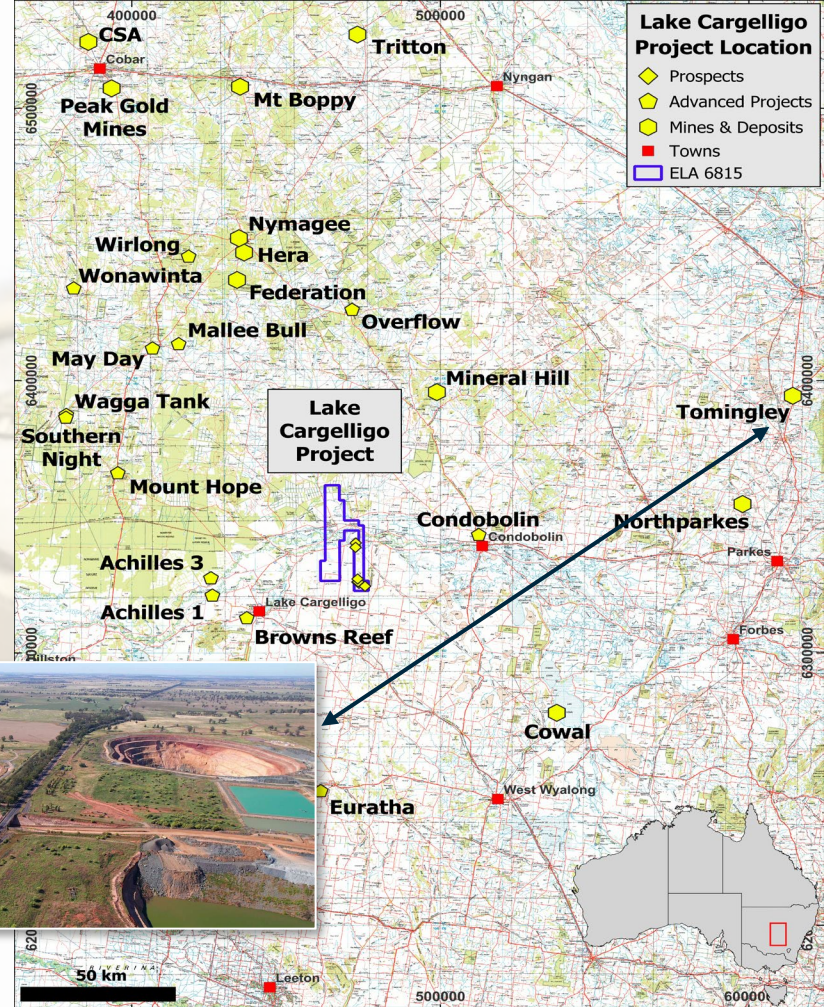 400000
500000
Lake Cargelligo
Project Location
Prospects
Advanced Projects
Mines & Deposits
Towns
ELA 6815
CSA
Cobar
Tritton
Peak Gold
Mines
Mt Boppy
Nyngan
6500000
Nymagee
Wirlong
Hera
Wonawinta
Federation
Overflow
Mallee Bull
May Day
6400000
6400000
Mineral Hill
Wagga Tank
Lake
Cargelligo
Project
Tomingley
Southern
Night
Mount Hope
Northparkes
Condobolin
Condobolin
Parkes
Achilles 3
Lake Cargelligo
Achilles 1
Browns Reef
Forbes
6300000
Hillston
Cowal
Euratha
West Wyalong
RIVERINA
50 km
Leeton
500000